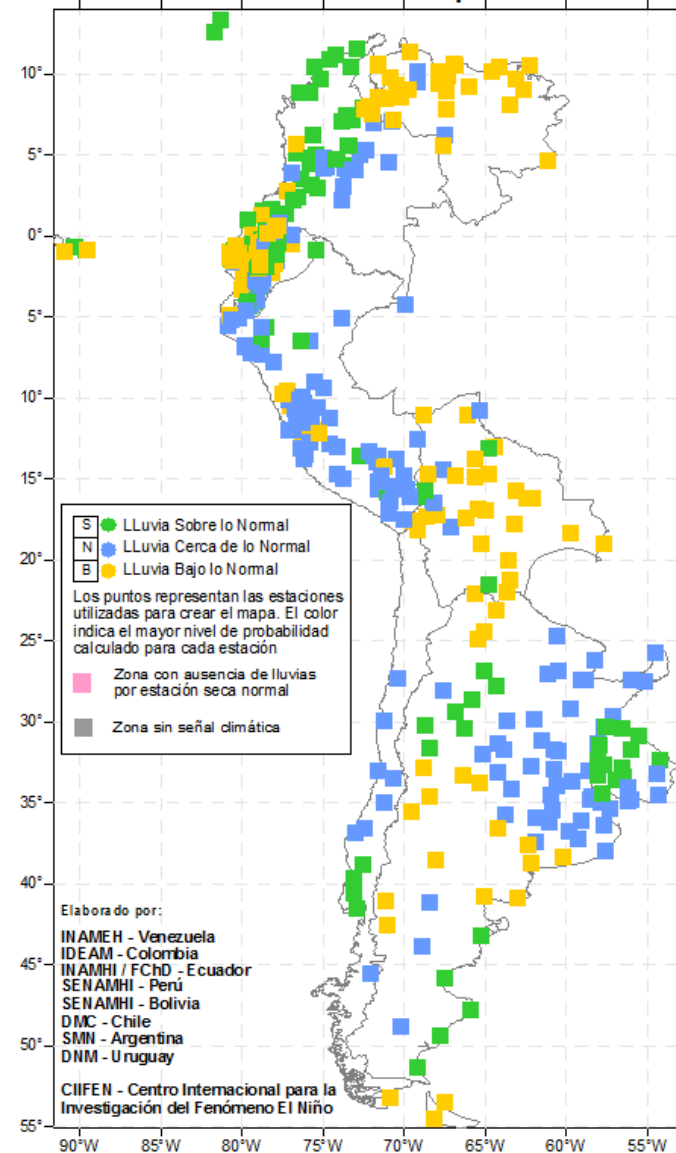 10°
5°
0°
5°
10°
15°
20°
25°
30°
35°
40°
45°
50°
55°
S LLuvia Sobre lo Normal
N LLuvia Cerca de lo Normal
B LLuvia Bajo lo Normal
Los puntos representan las estaciones
utilizadas para crear el mapa. El color
indica el mayor nivel de probabilidad
calculado para cada estación
Zona con ausencia de lluvias
por estación seca normal
Zona sin señal climática
Elaborado por:
INAMEH - Venezuela
IDEAM - Colombia
INAMHI / FChD - Ecuador
SENAMHI - Perú
SENAMHI - Bolivia
DMC - Chile
SMN - Argentina
DNM - Uruguay
CIIFEN - Centro Internacional para la
Investigación del Fenómeno El Niño
90°W 85°W 80°W 75°W 70°W 65°W 60°W 55°W